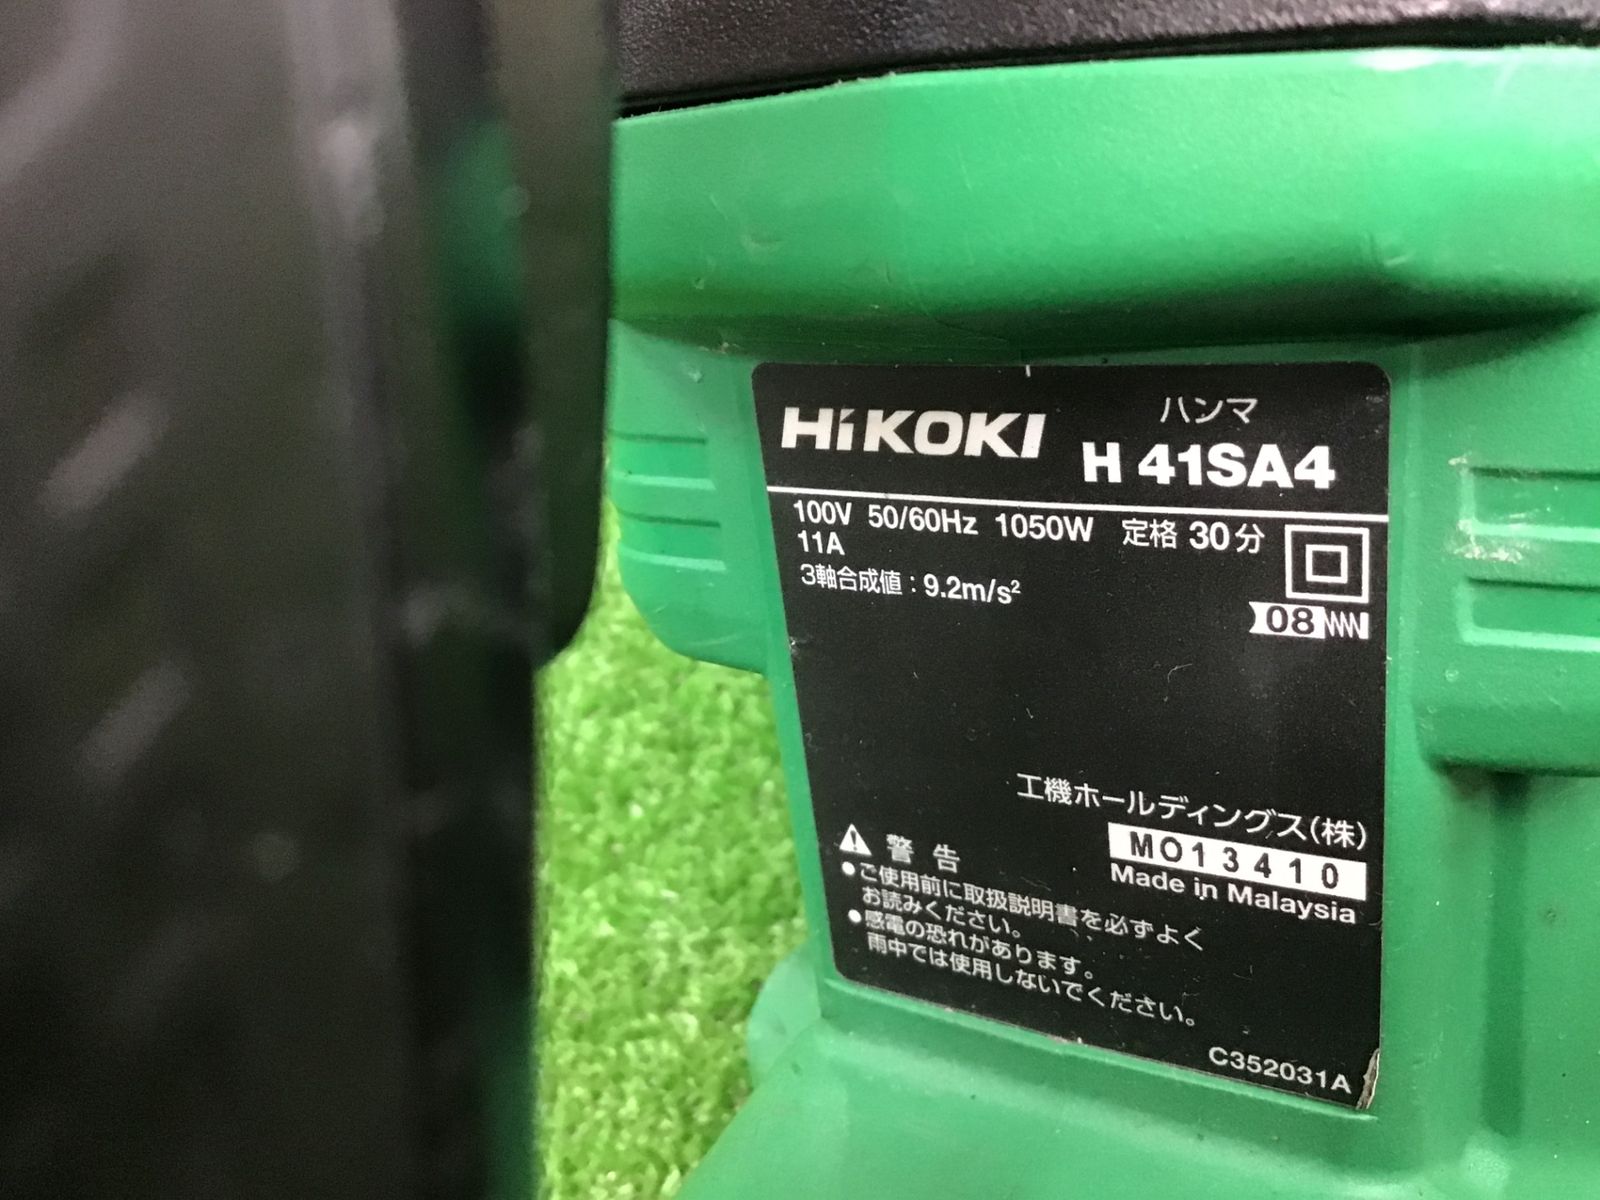 HiKOKI
ハンマ
H 41SA4
100V 50/60Hz 1050W 定格 30分
11A
3軸合成値：9.2m/s²
08
工機ホールディングス(株)
MO13410
Made in Malaysia
警告
●ご使用前に取扱説明書を必ずよく
お読みください。
●感電の恐れがあります。
雨中では使用しないでください。
C352031A